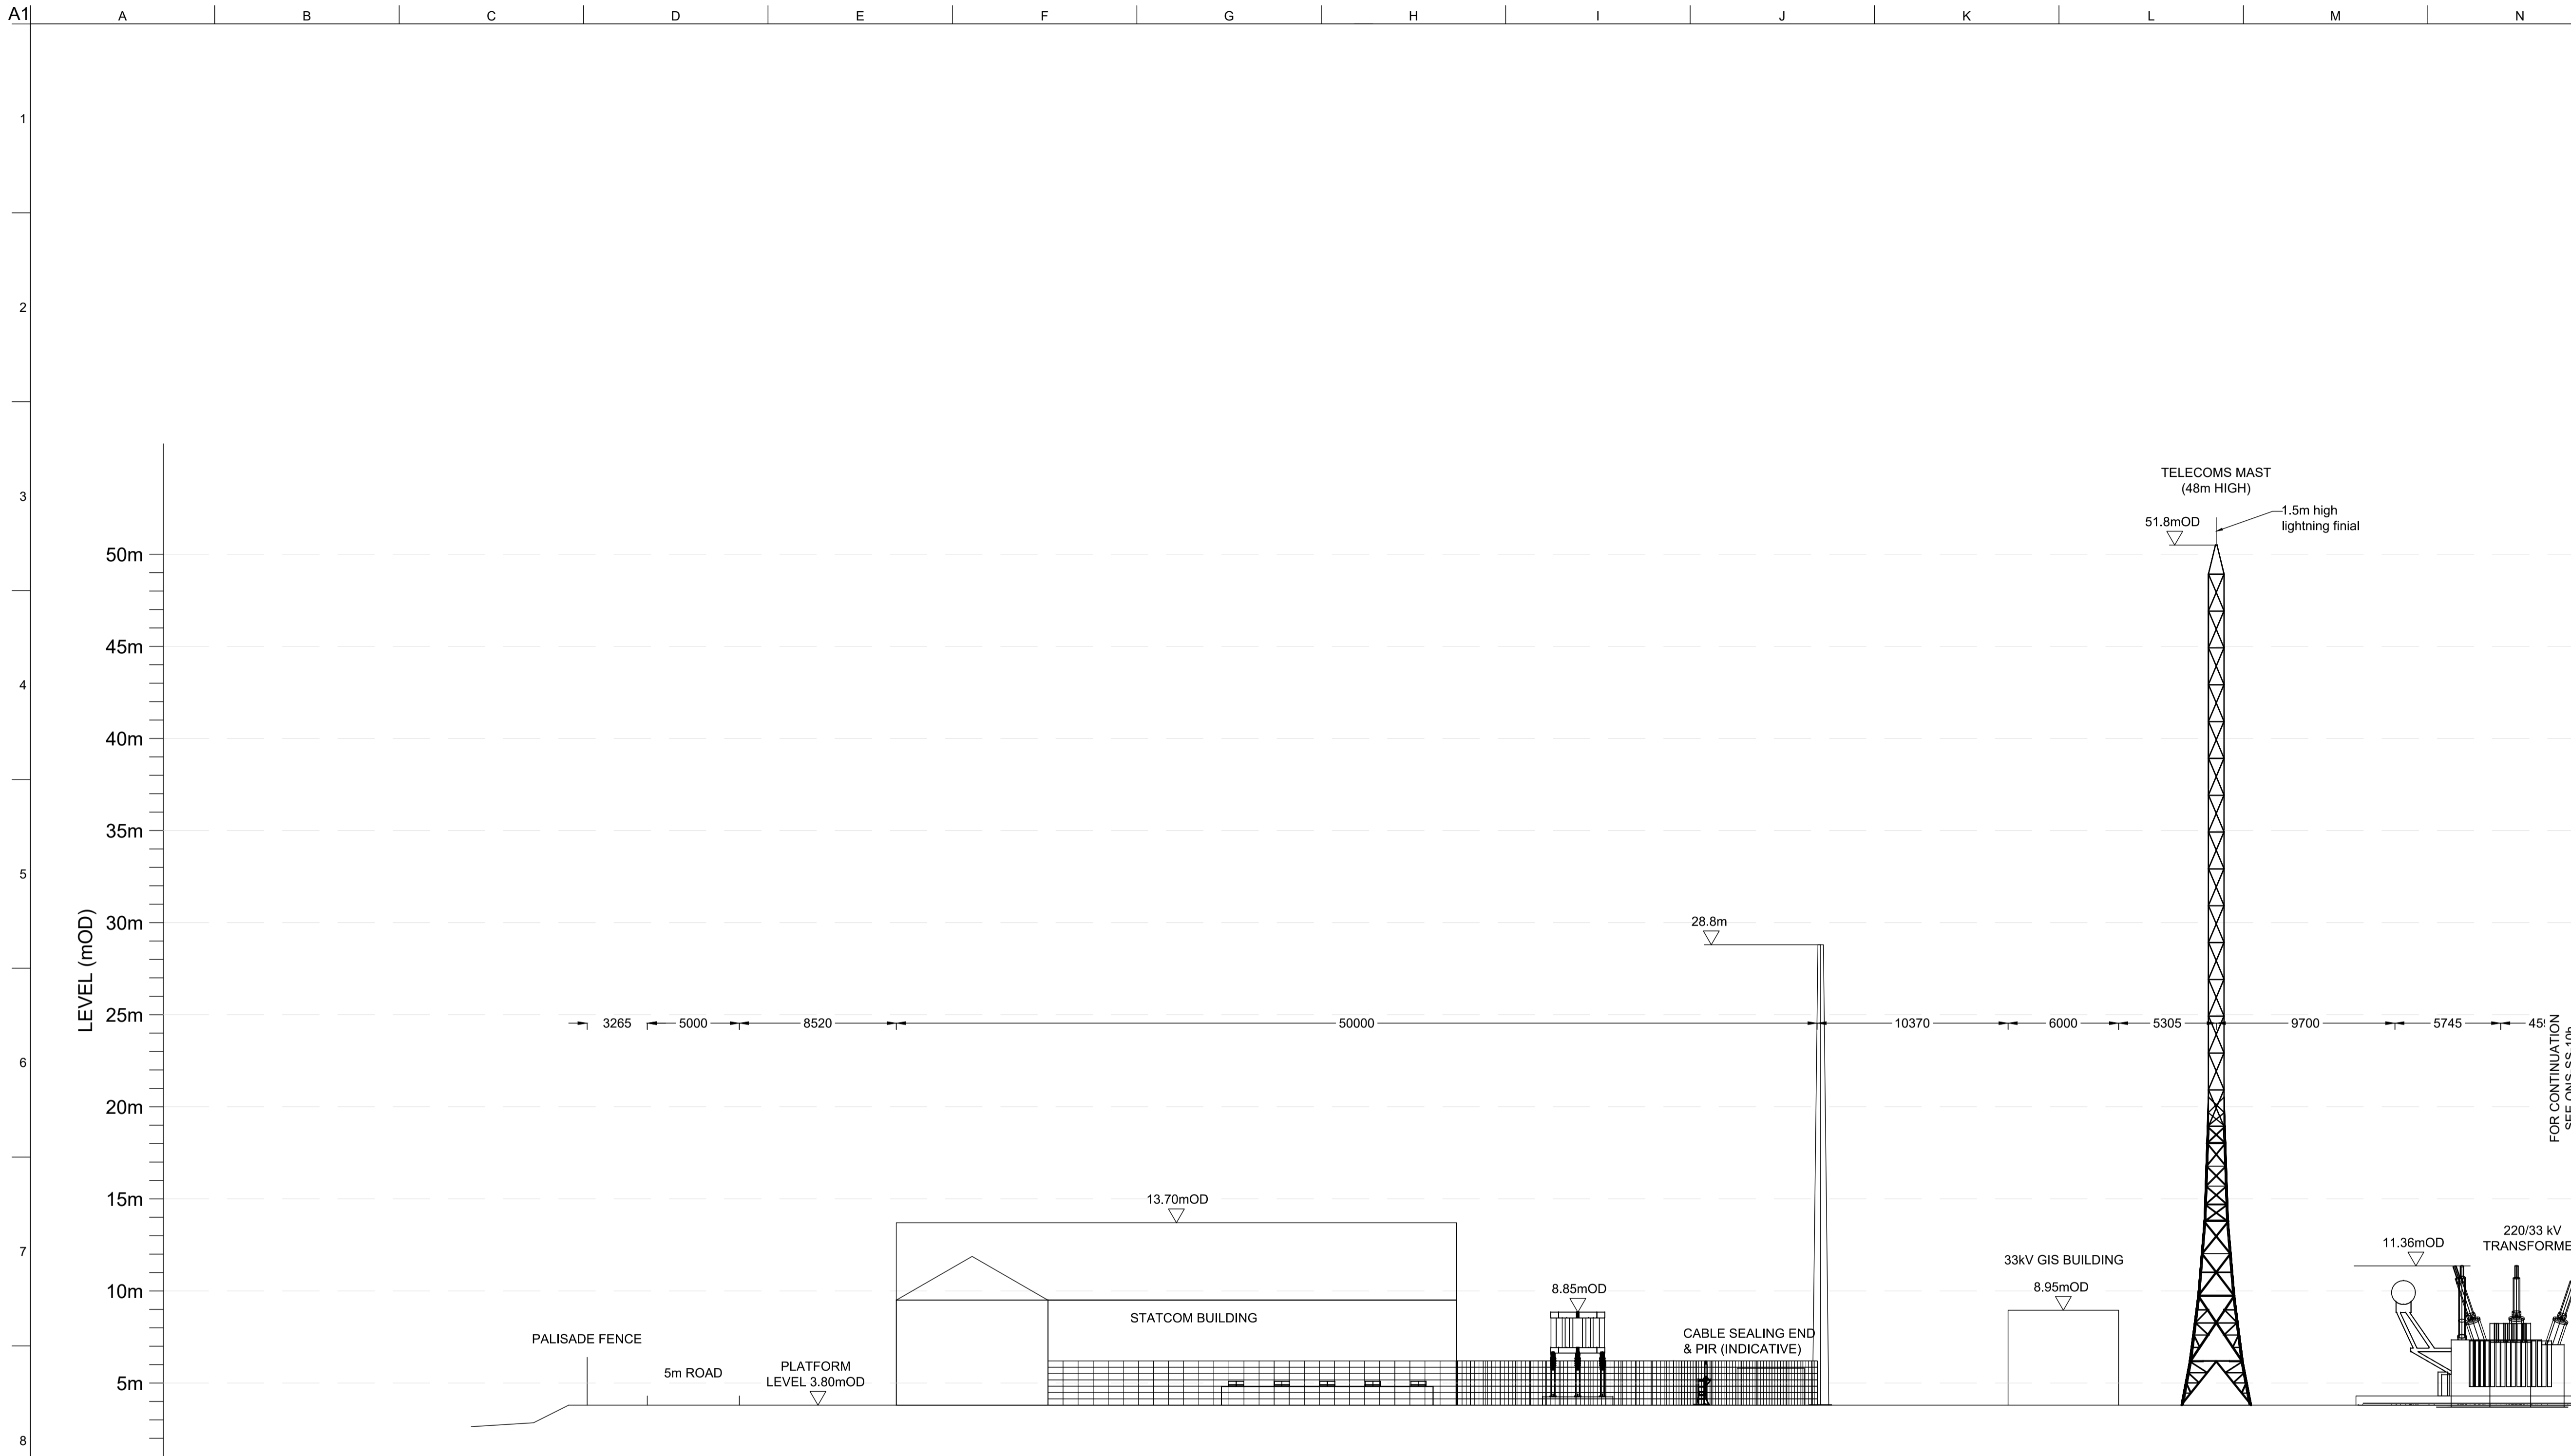 A1
A B C D E F G H I J K L M N
1
2
3
4
5
6
7
8
TELECOMS MAST
(48m HIGH)
1.5m high
lightning finial
51.8mOD
50m
45m
40m
35m
30m
25m
20m
15m
10m
5m
LEVEL (mOD)
28.8m
3265 5000 8520 50000 10370 6000 5305 9700 5745
FOR CONTINUATION
13.70mOD
STATCOM BUILDING
PALISADE FENCE
5m ROAD
PLATFORM
LEVEL 3.80mOD
8.85mOD
CABLE SEALING END
& PIR (INDICATIVE)
33kV GIS BUILDING
8.95mOD
11.36mOD
220/33 kV
TRANSFORME